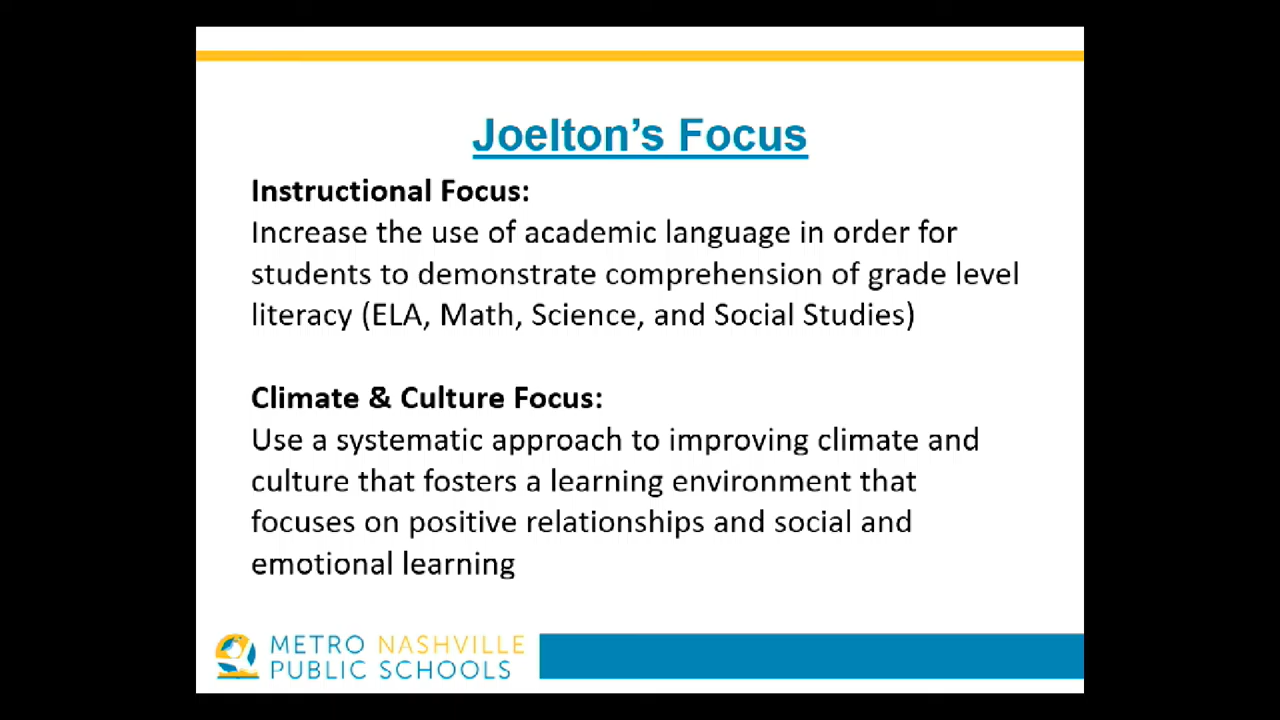 Joelton's Focus
Instructional Focus:
Increase the use of academic language in order for
students to demonstrate comprehension of grade level
literacy (ELA, Math, Science, and Social Studies)
Climate & Culture Focus:
Use a systematic approach to improving climate and
culture that fosters a learning environment that
focuses on positive relationships and social and
emotional learning
METRO NASHVILLE
PUBLIC SCHOOLS